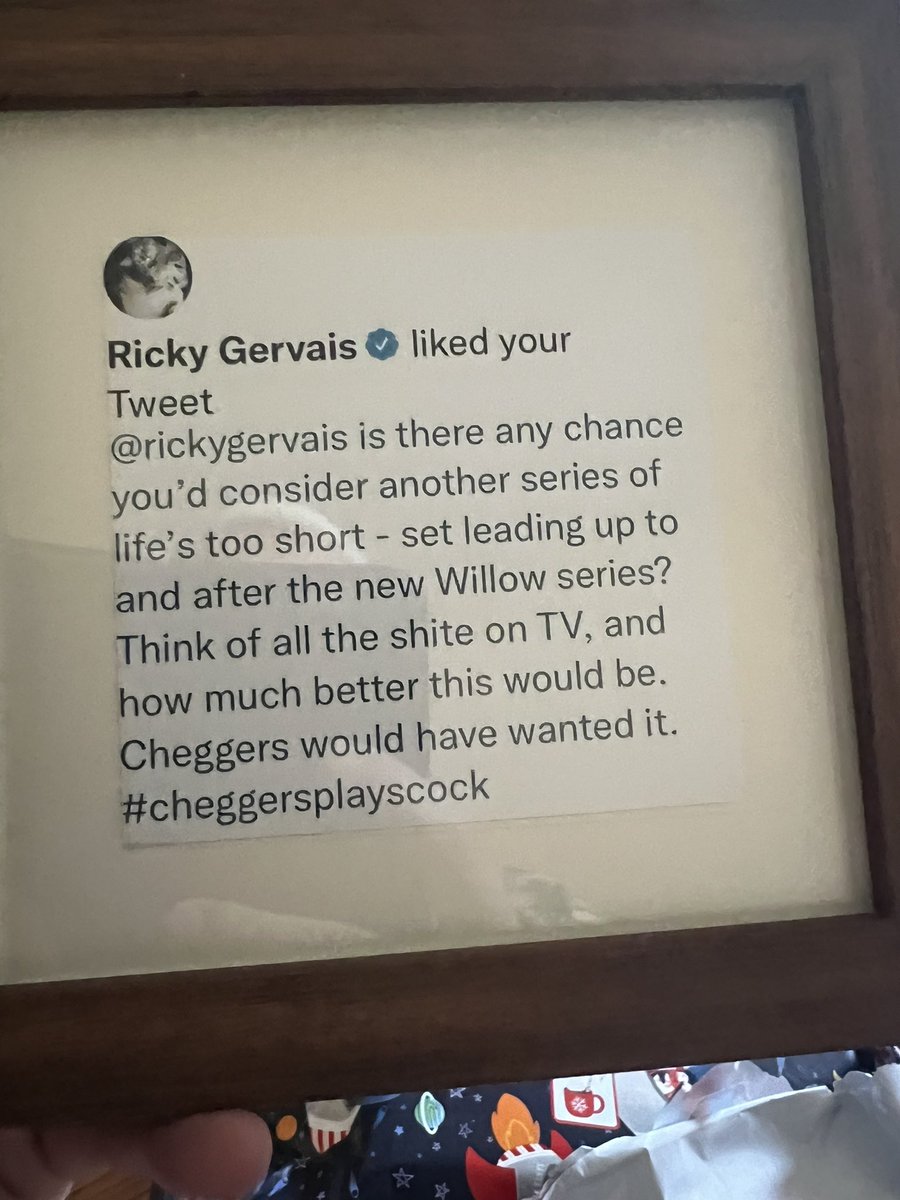 Ricky Gervais liked your
Tweet
@rickygervais is there any chance
you'd consider another series of
life's too short - set leading up to
and after the new Willow series?
Think of all the shite on TV, and
how much better this would be.
Cheggers would have wanted it.
#cheggersplayscock